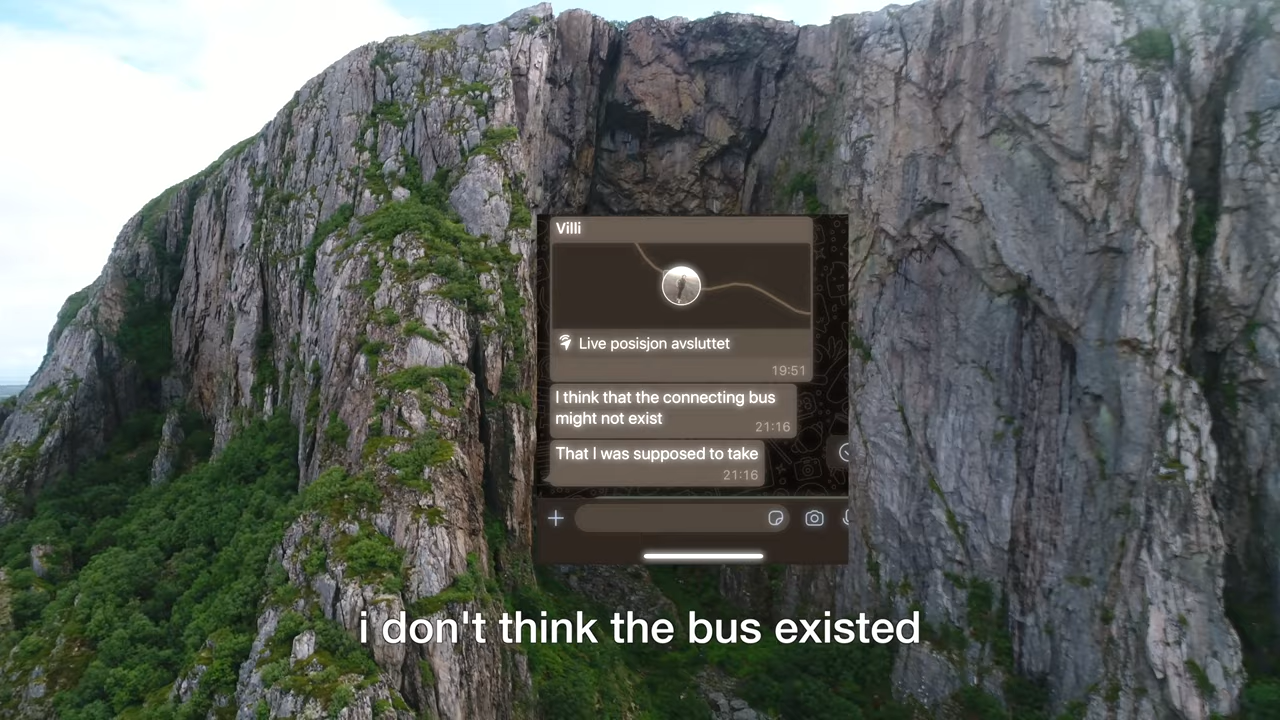 Villi
Live posisjon avsluttet
19:51
I think that the connecting bus
might not exist
21:16
That I was supposed to take
21:16
i don't think the bus existed